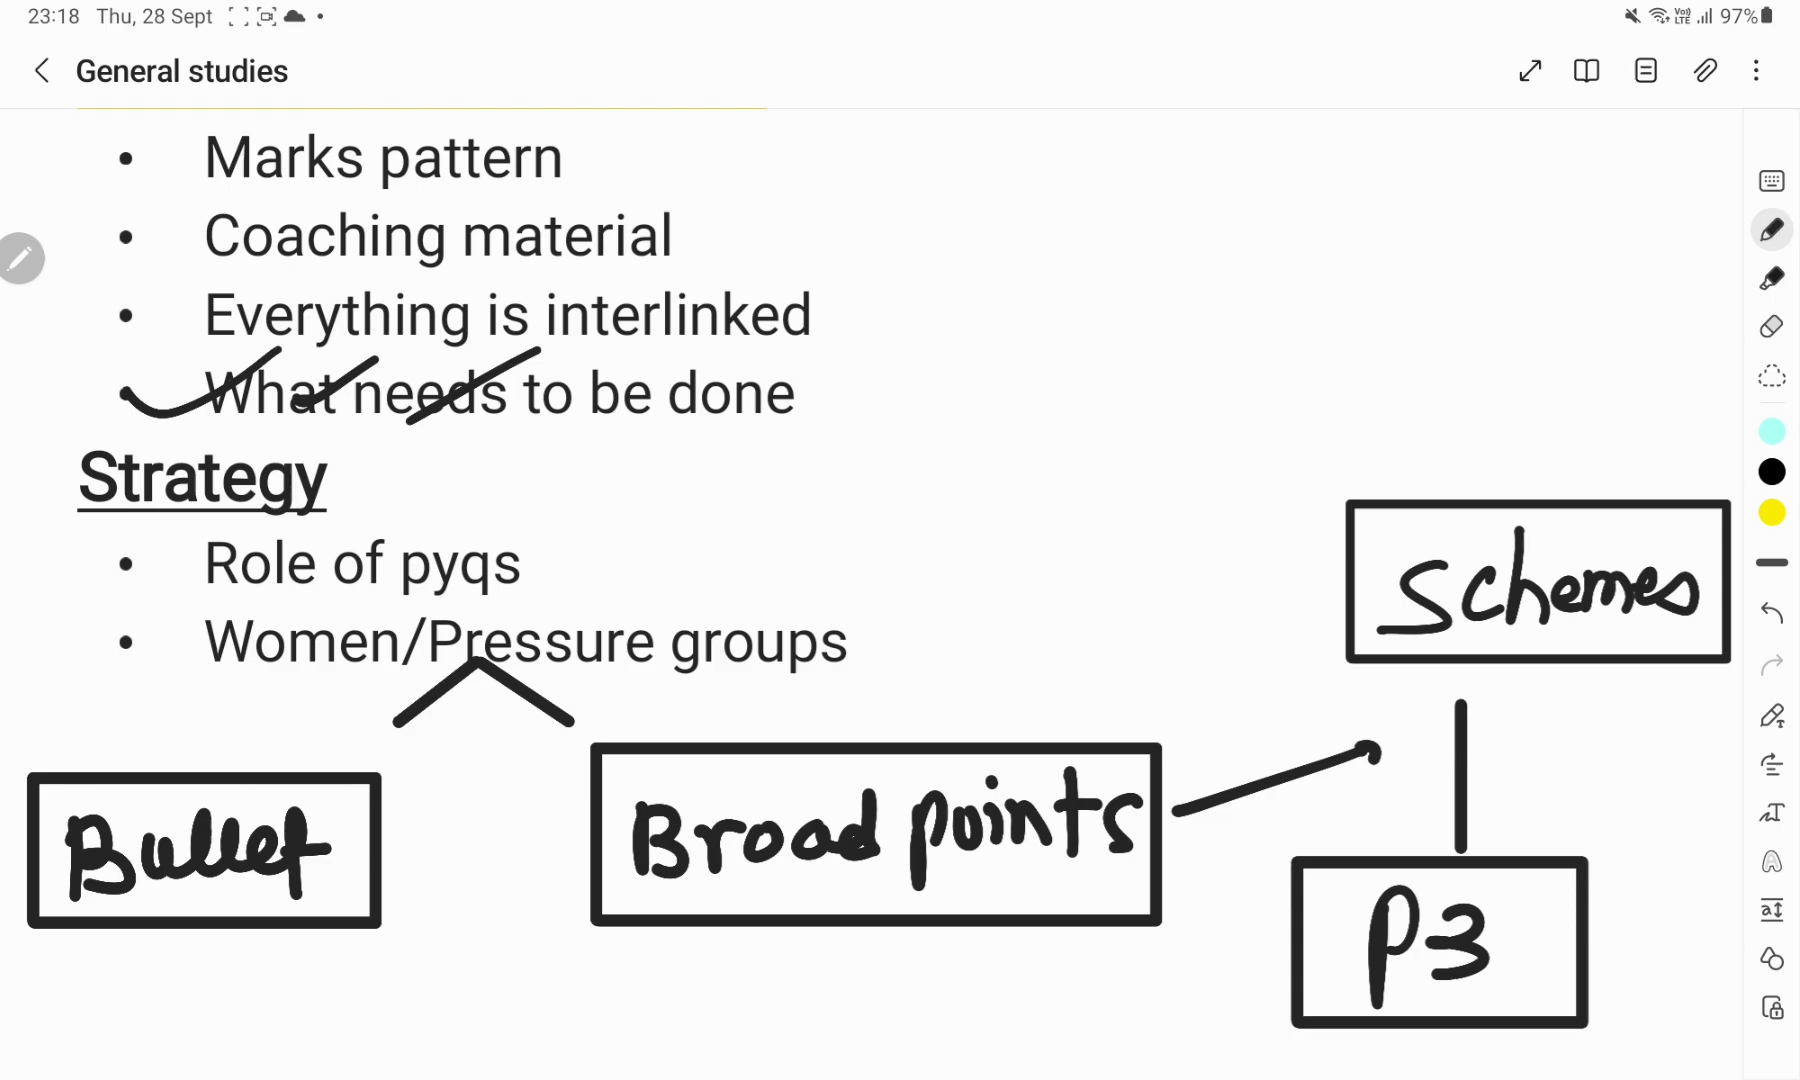 23:18 Thu, 28 Sept 97%
General studies
• Marks pattern
• Coaching material
• Everything is interlinked
• What needs to be done
Strategy
• Role of pyqs
• Women/Pressure groups
Schemes
Bullet
Broad points
P3